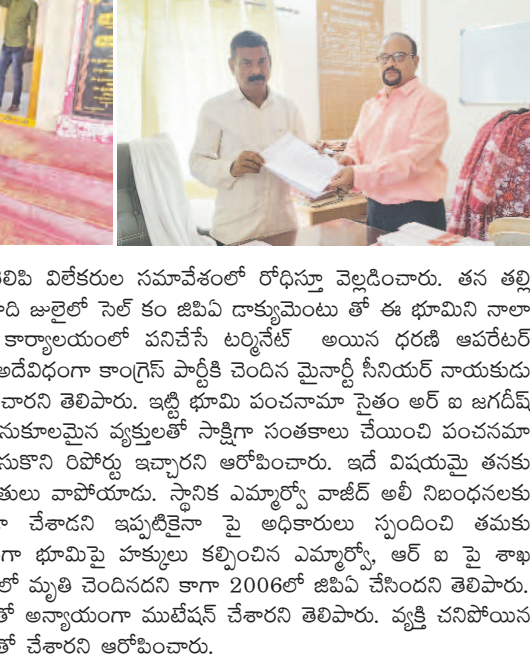 విలేకరుల సమావేశంలో రోధిస్తూ వెల్లడించారు. తన తల్లి
జులైలో సెల్ కం జిపిఏ డాక్యుమెంటు తో ఈ భూమిని నాలా
కార్యాలయంలో పనిచేసే టర్మినేట్ అయిన ధరణి ఆపరేటర్
అదేవిధంగా కాంగ్రెస్ పార్టీకి చెందిన మైనార్టీ సీనియర్ నాయకుడు
చారని తెలిపారు. ఇట్టి భూమి పంచనామా సైతం అర్ ఐ జగదీష్
నుకూలమైన వ్యక్తులతో సాక్షిగా సంతకాలు చేయించి పంచనమా
సుకొని రిపోర్టు ఇచ్చారని ఆరోపించారు. ఇదే విషయమై తనకు
తులు వాపోయాడు. స్థానిక ఎమ్మార్వో వాజీద్ అలీ నిబంధనలకు
చేశాడని ఇప్పటికైనా పై అధికారులు స్పందించి తమకు
గా భూమిపై హక్కులు కల్పించిన ఎమ్మార్వో, ఆర్ ఐ పై శాఖ
లో మృతి చెందినదని కాగా 2006లో జిపిఏ చేసిందని తెలిపారు.
తో అన్యాయంగా ముటేషన్ చేశారని తెలిపారు. వ్యక్తి చనిపోయిన
తో చేశారని ఆరోపించారు.